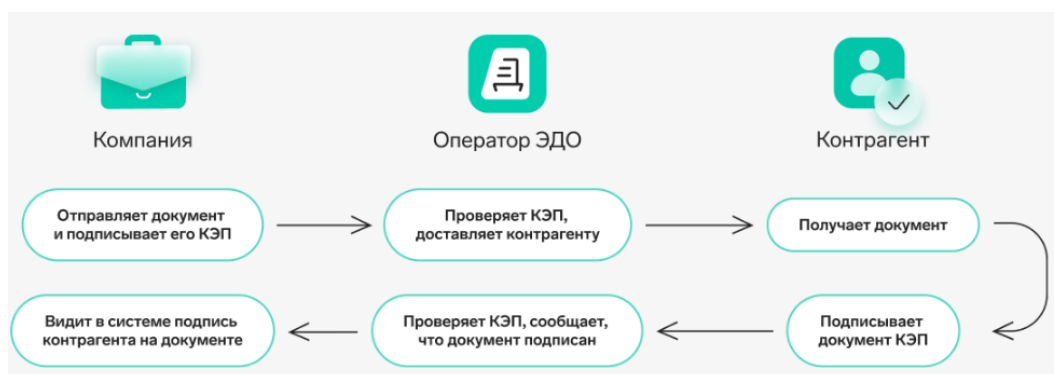 Компания
Оператор ЭДО
Контрагент
Отправляет документ
и подписывает его КЭП
Проверяет КЭП,
доставляет контрагенту
Получает документ
Подписывает
документ КЭП
Проверяет КЭП, сообщает,
что документ подписан
Видит в системе подпись
контрагента на документе